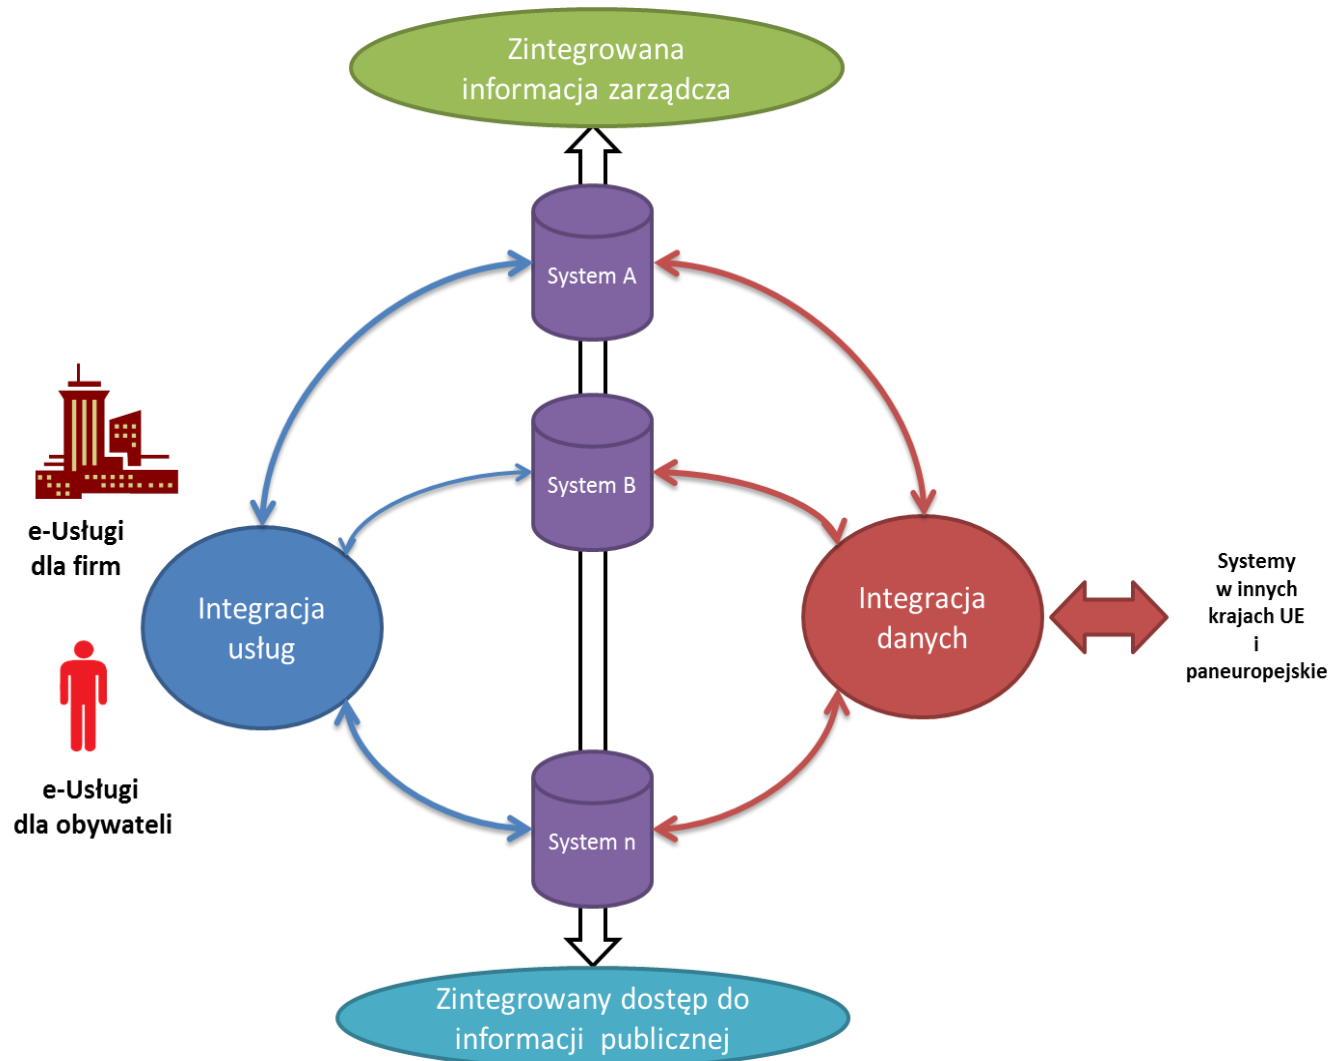 Zintegrowana
informacja zarządcza
System A
System B
e-Usługi
dla firm
Integracja
usług
Integracja
danych
Systemy
w innych
krajach UE
i
paneuropejskie
e-Usługi
dla obywateli
System n
Zintegrowany dostęp do
informacji publicznej